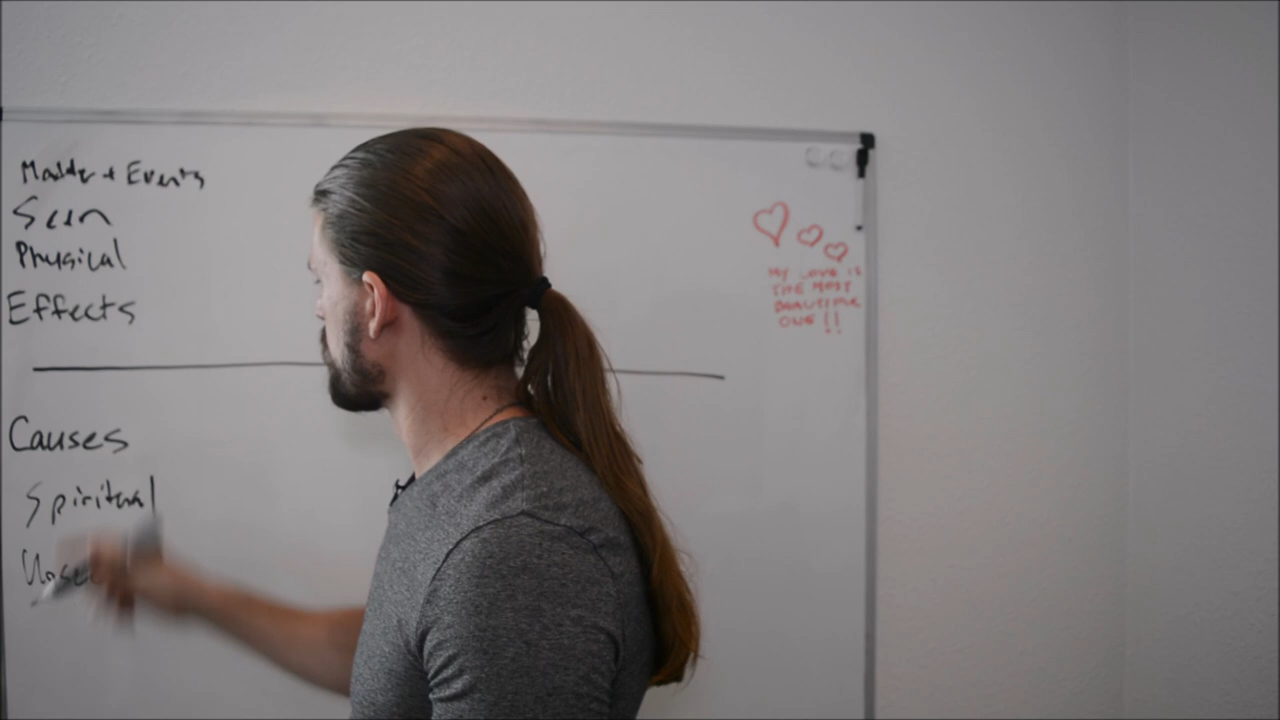 Matter + Events
Seen
Physical
Effects
Causes
Spiritual
MY LOVE IS
THE MOST
BEAUTIFUL
ONE !!